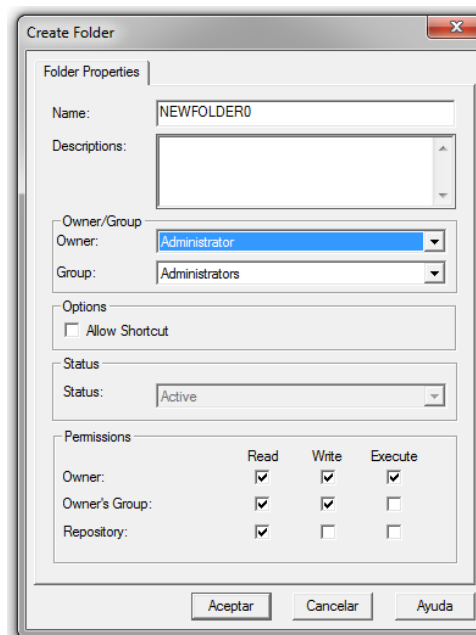 Create Folder
Folder Properties
Name: NEWFOLDER0
Descriptions:
Owner/Group
Owner: Administrator
Group: Administrators
Options
Allow Shortcut
Status
Status: Active
Permissions
Read Write Execute
Owner:
Owner's Group:
Repository:
Aceptar Cancelar Ayuda